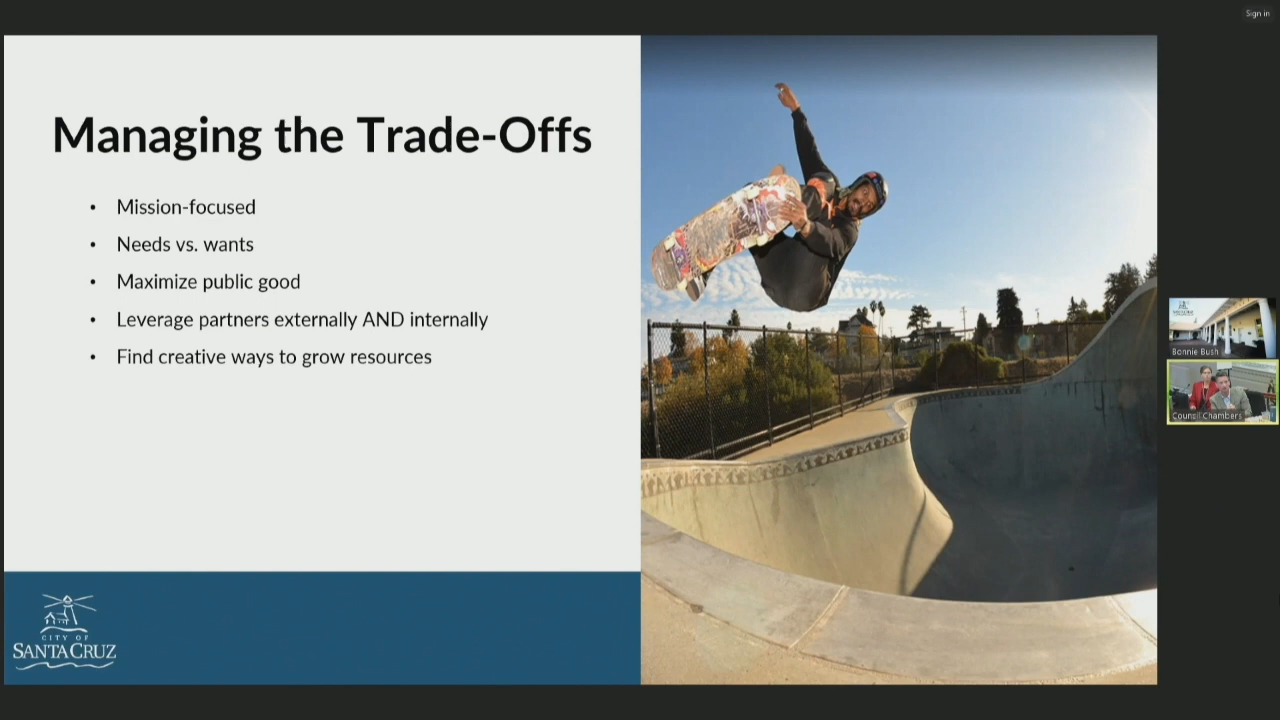 Sign in
Managing the Trade-Offs
• Mission-focused
• Needs vs. wants
• Maximize public good
• Leverage partners externally AND internally
• Find creative ways to grow resources
Bonnie Bush
Council Chambers
CITY OF
SANTA CRUZ